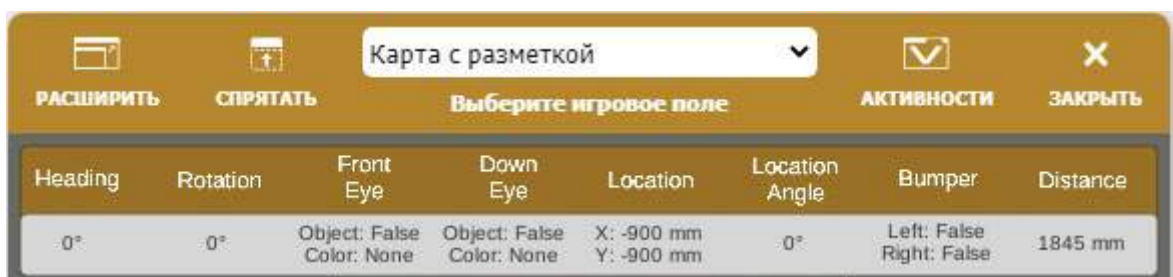 Карта с разметкой
РАСШИРИТЬ СПРЯТАТЬ Выберите игровое поле АКТИВНОСТИ ЗАКРЫТЬ
Heading Rotation Front Eye Down Eye Location Location Angle Bumper Distance
0° 0° Object: False Color: None Object: False Color: None X: -900 mm Y: -900 mm 0° Left: False Right: False 1845 mm